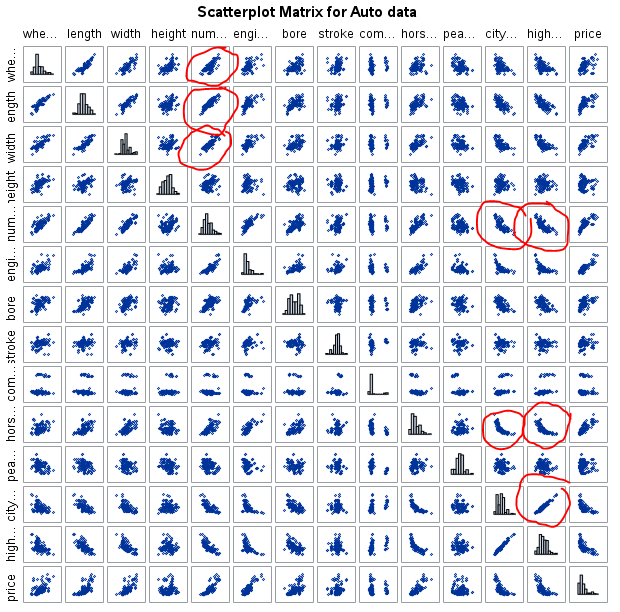 Scatterplot Matrix for Auto data
whe... length width height num... engi... bore stroke com... hors... pea... city... high... price
whe...
ength
width
height
num...
engi...
bore
stroke
com...
hors...
pea...
city...
high...
price